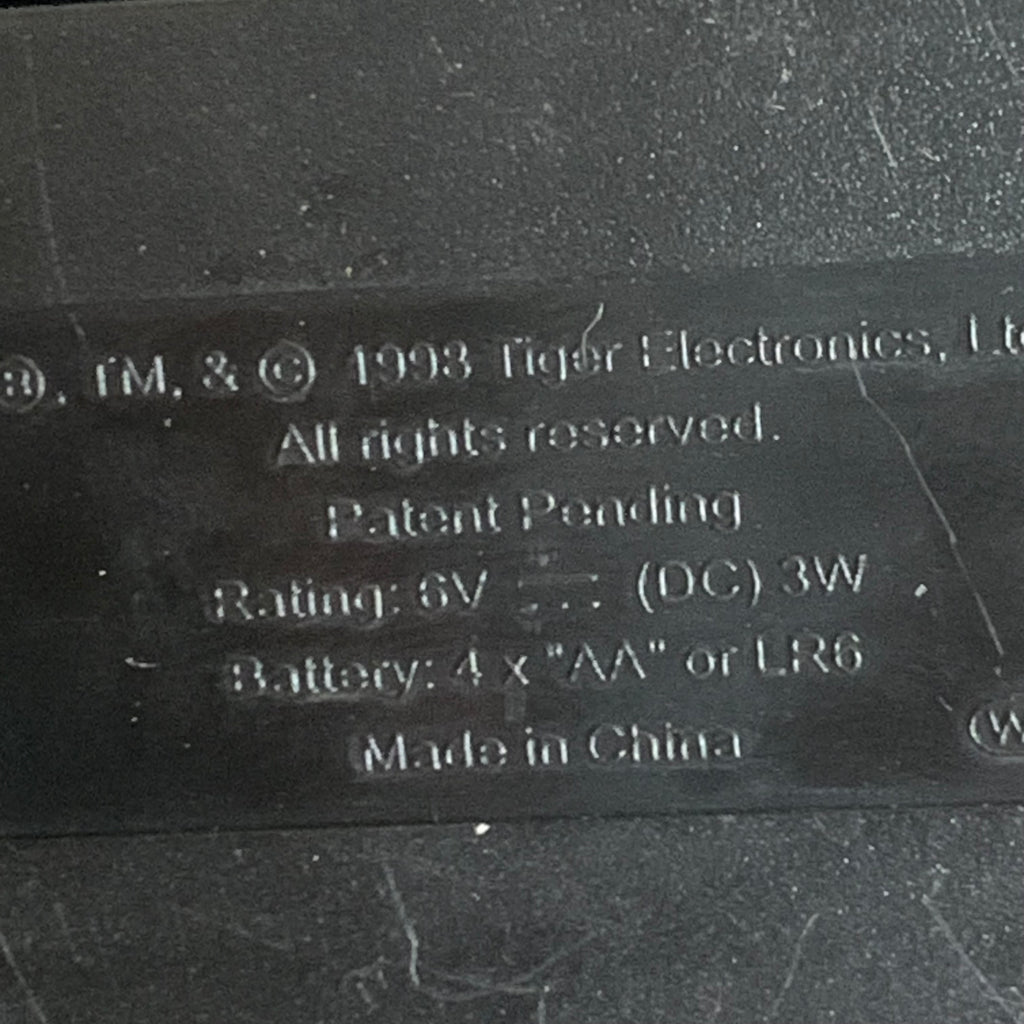 ®, TM, & © 1993 Tiger Electronics, Lt
All rights reserved.
Patent Pending
Rating: 6V ⎓ (DC) 3W
Battery: 4 x "AA" or LR6
Made in China
(W